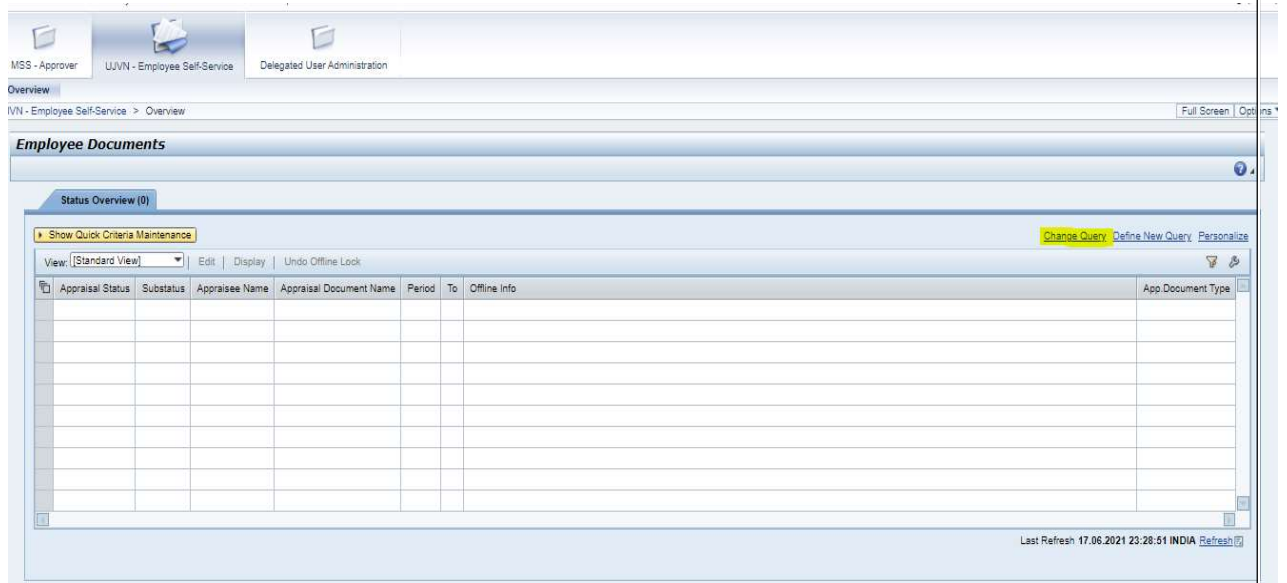 MSS - Approver UJVN - Employee Self-Service Delegated User Administration
Overview
VN - Employee Self-Service > Overview Full Screen Options
Employee Documents
Status Overview (0)
Show Quick Criteria Maintenance Change Query Define New Query Personalize
View: [Standard View] Edit Display Undo Offline Lock
Appraisal Status Substatus Appraisee Name Appraisal Document Name Period To Offline Info App.Document Type
Last Refresh 17.06.2021 23:28:51 INDIA Refresh